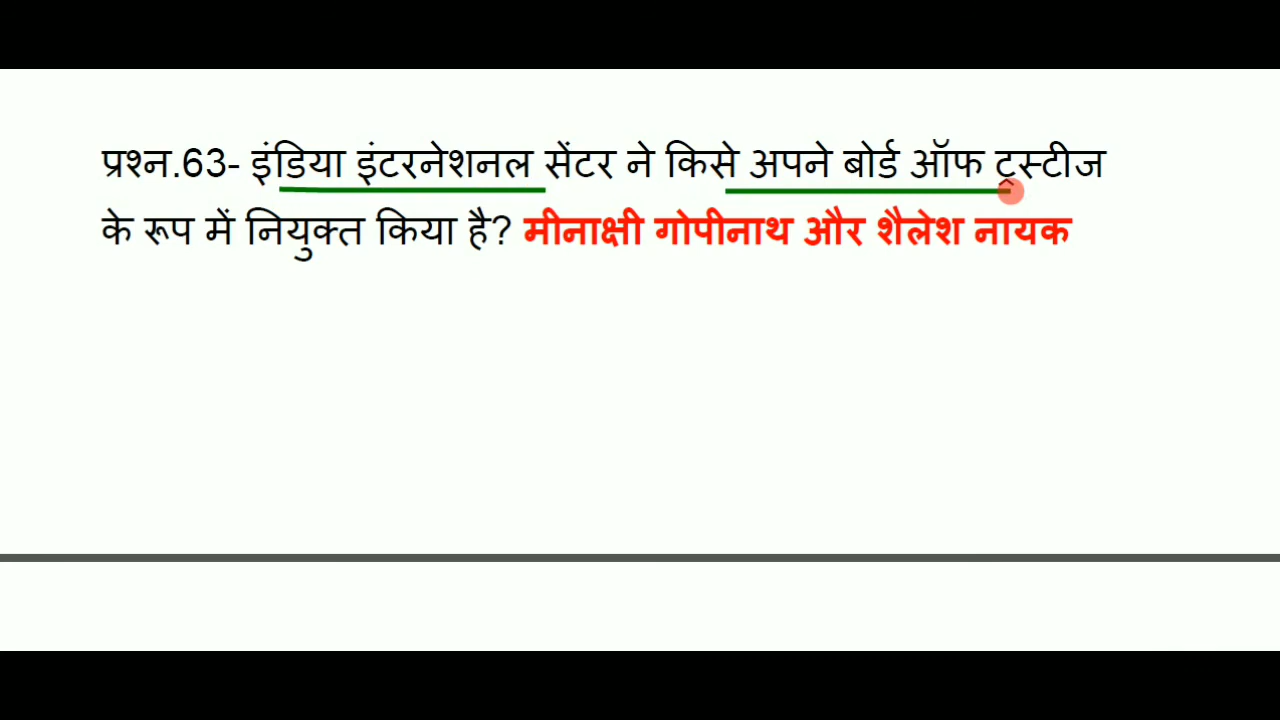 प्रश्न.63- इंडिया इंटरनेशनल सेंटर ने किसे अपने बोर्ड ऑफ ट्रस्टीज
के रूप में नियुक्त किया है? मीनाक्षी गोपीनाथ और शैलेश नायक